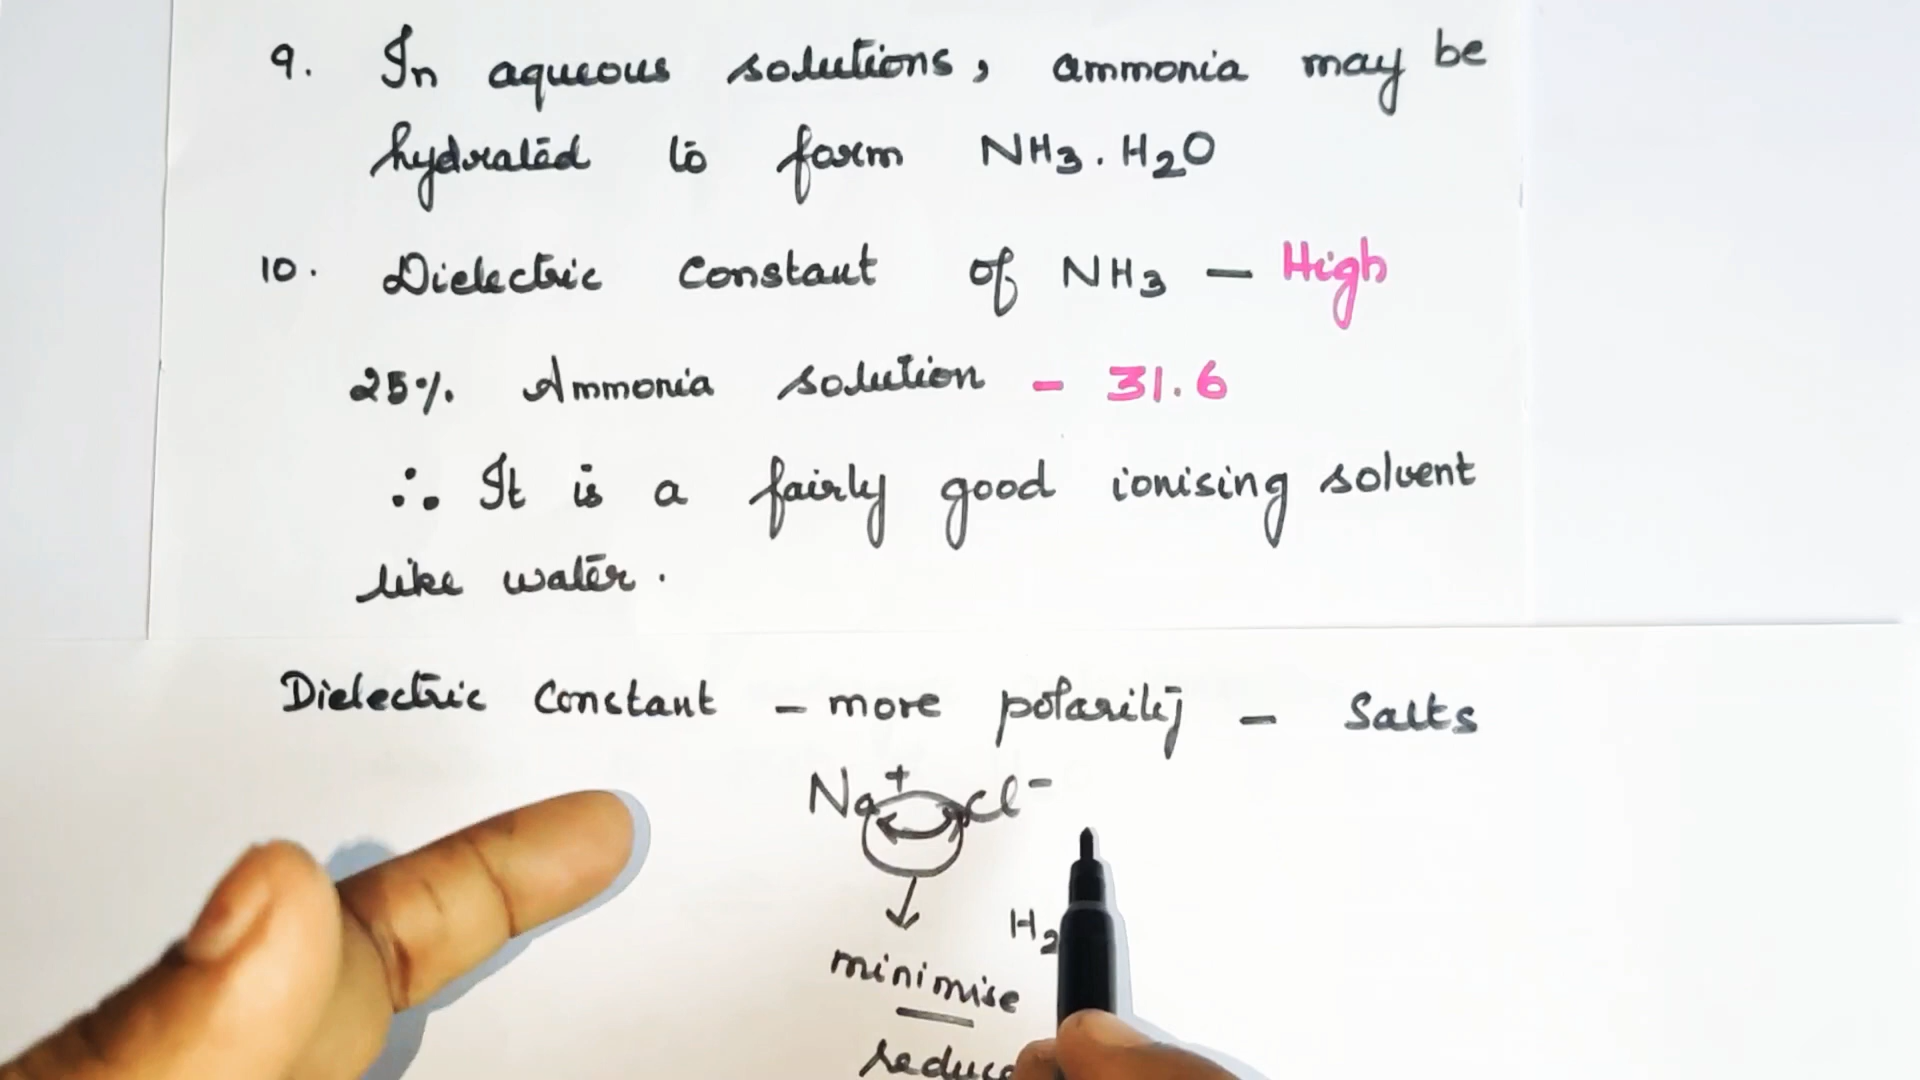 9. In aqueous solutions, ammonia may be
hydrated to form NH3.H2O
10. Dielectric Constant of NH3 — High
25% Ammonia solution - 31.6
∴ It is a fairly good ionising solvent
like water.
Dielectric Constant - more polarity - Salts
Na+ Cl-
H2
minimise
reduce